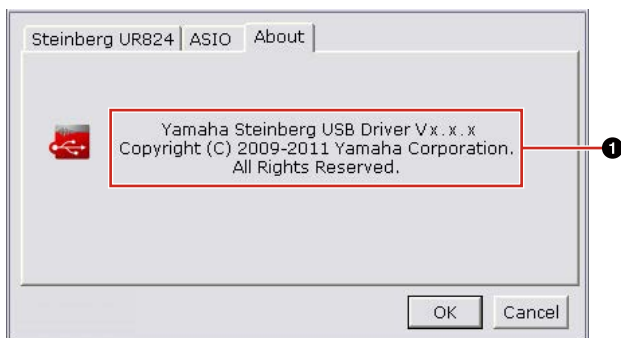 Steinberg UR824 ASIO About
Yamaha Steinberg USB Driver Vx.x.x
Copyright (C) 2009-2011 Yamaha Corporation.
All Rights Reserved.
1
OK Cancel